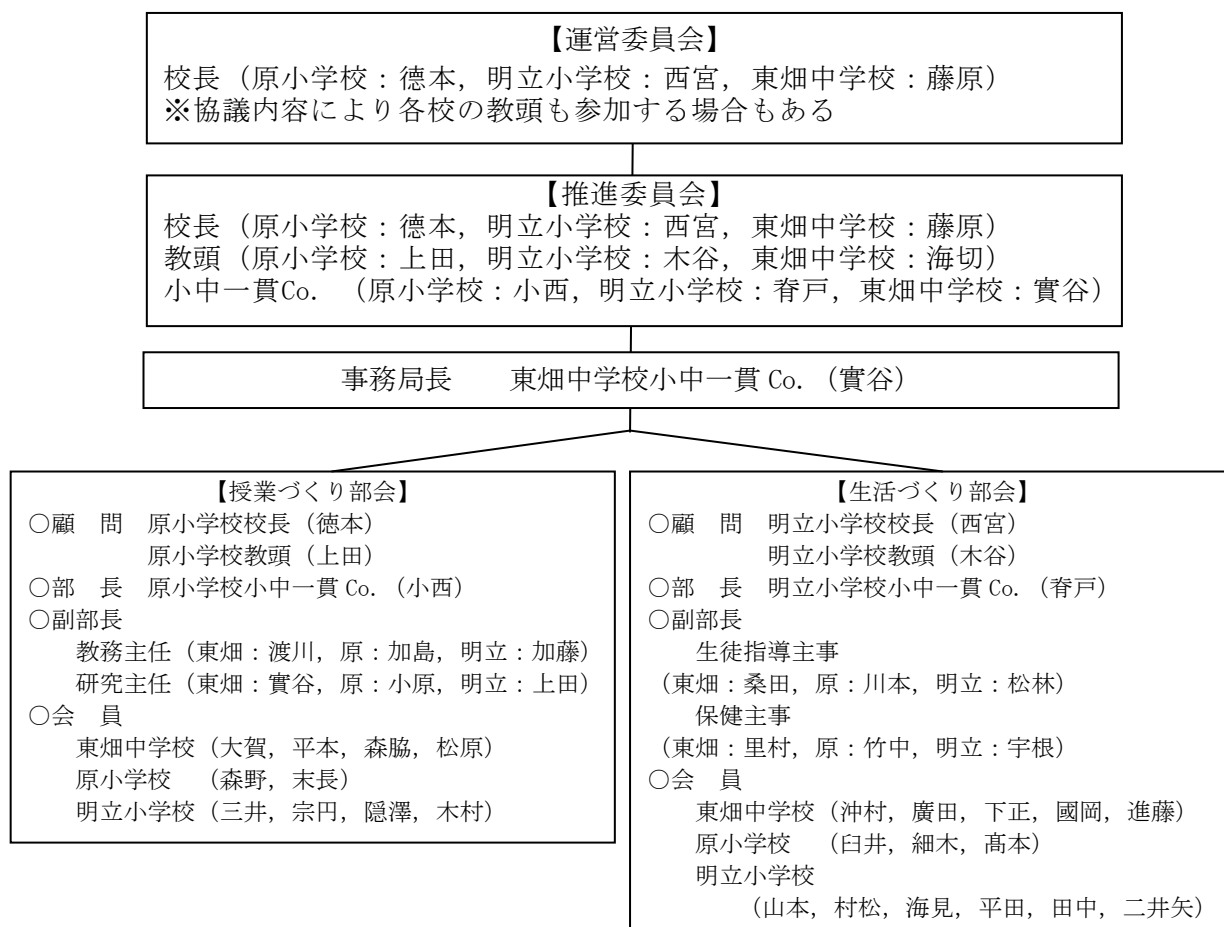 【運営委員会】
校長（原小学校：徳本，明立小学校：西宮，東畑中学校：藤原）
※協議内容により各校の教頭も参加する場合もある
【推進委員会】
校長（原小学校：徳本，明立小学校：西宮，東畑中学校：藤原）
教頭（原小学校：上田，明立小学校：木谷，東畑中学校：海切）
小中一貫Co.　（原小学校：小西，明立小学校：脊戸，東畑中学校：實谷）
事務局長　　東畑中学校小中一貫 Co.（實谷）
【授業づくり部会】
○顧　問　原小学校校長（徳本）
原小学校教頭（上田）
○部　長　原小学校小中一貫 Co.（小西）
○副部長
教務主任（東畑：渡川，原：加島，明立：加藤）
研究主任（東畑：實谷，原：小原，明立：上田）
○会　員
東畑中学校（大賀，平本，森脇，松原）
原小学校　（森野，末長）
明立小学校（三井，宗円，隠澤，木村）
【生活づくり部会】
○顧　問　明立小学校校長（西宮）
明立小学校教頭（木谷）
○部　長　明立小学校小中一貫 Co.（脊戸）
○副部長
生徒指導主事
（東畑：桑田，原：川本，明立：松林）
保健主事
（東畑：里村，原：竹中，明立：宇根）
○会　員
東畑中学校（沖村，廣田，下正，國岡，進藤）
原小学校　（臼井，細木，髙本）
明立小学校
（山本，村松，海見，平田，田中，二井矢）